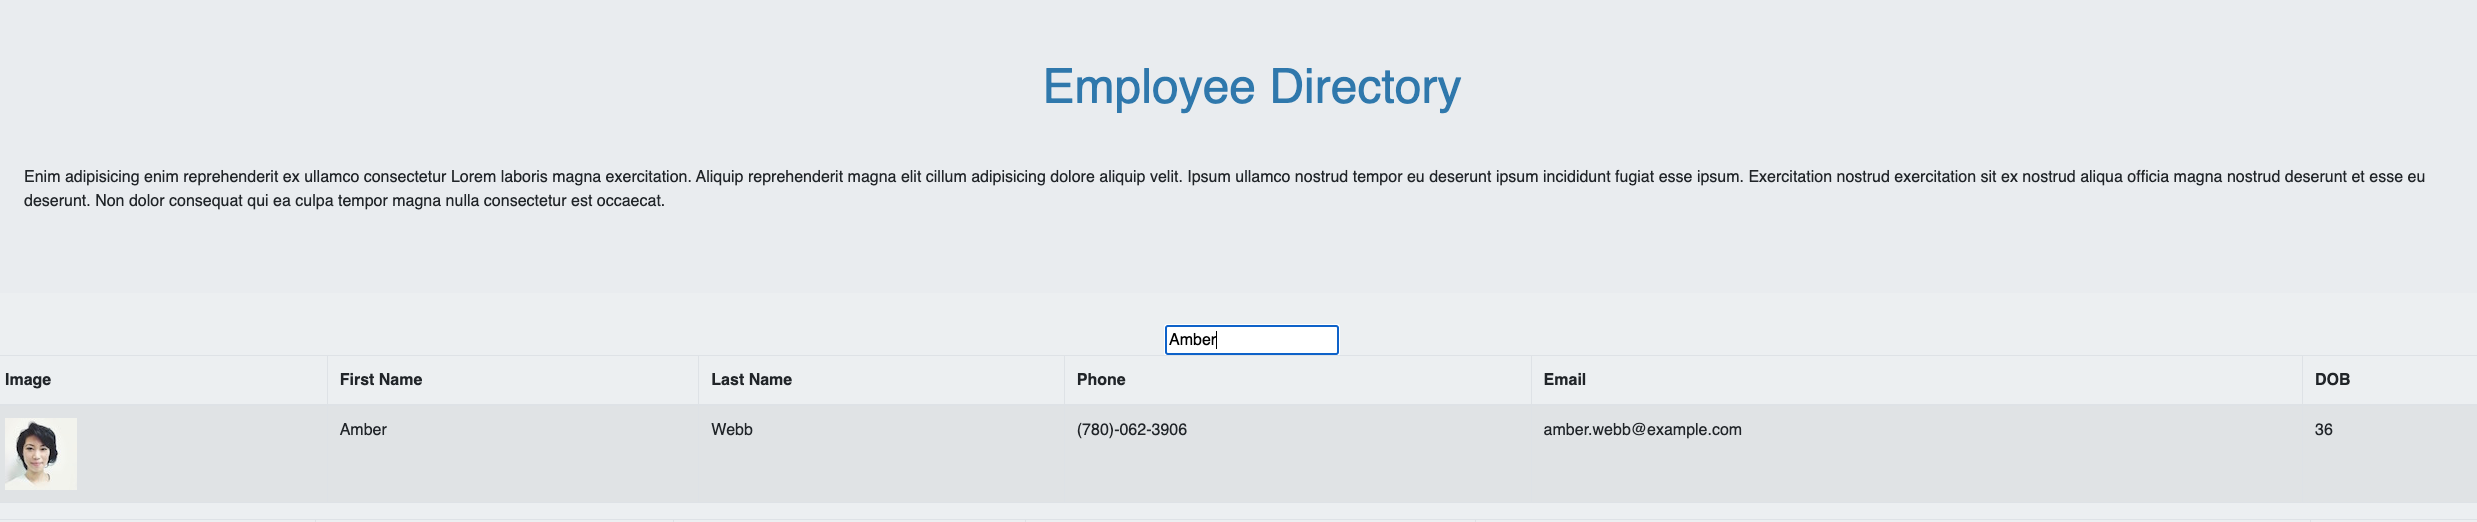 Employee Directory
Enim adipisicing enim reprehenderit ex ullamco consectetur Lorem laboris magna exercitation. Aliquip reprehenderit magna elit cillum adipisicing dolore aliquip velit. Ipsum ullamco nostrud tempor eu deserunt ipsum incididunt fugiat esse ipsum. Exercitation nostrud exercitation sit ex nostrud aliqua officia magna nostrud deserunt et esse eu
deserunt. Non dolor consequat qui ea culpa tempor magna nulla consectetur est occaecat.
Amber
Image First Name Last Name Phone Email DOB
Amber Webb (780)-062-3906 amber.webb@example.com 36